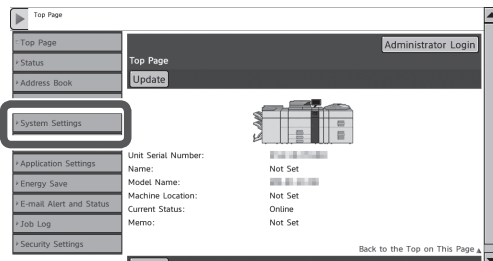 Top Page
Top Page
Status
Address Book
System Settings
Application Settings
Energy Save
E-mail Alert and Status
Job Log
Security Settings
Administrator Login
Top Page
Update
Unit Serial Number:
Name: Not Set
Model Name:
Machine Location: Not Set
Current Status: Online
Memo: Not Set
Back to the Top on This Page